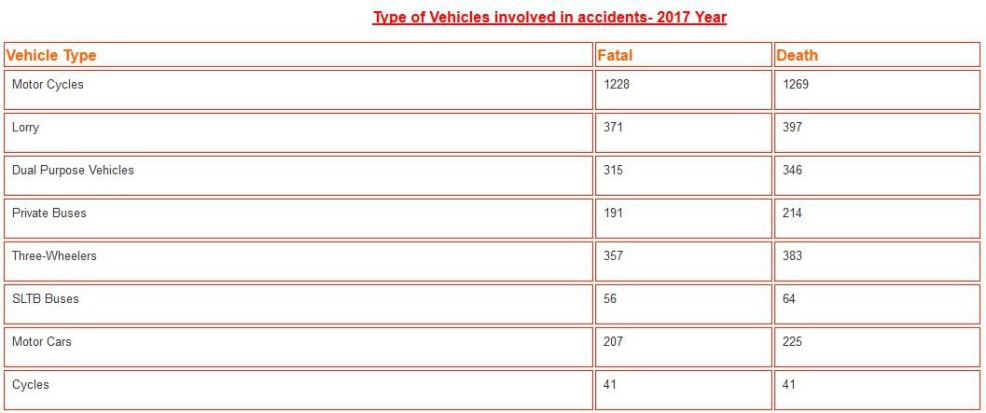 Type of Vehicles involved in accidents- 2017 Year
Vehicle Type Fatal Death
Motor Cycles 1228 1269
Lorry 371 397
Dual Purpose Vehicles 315 346
Private Buses 191 214
Three-Wheelers 357 383
SLTB Buses 56 64
Motor Cars 207 225
Cycles 41 41